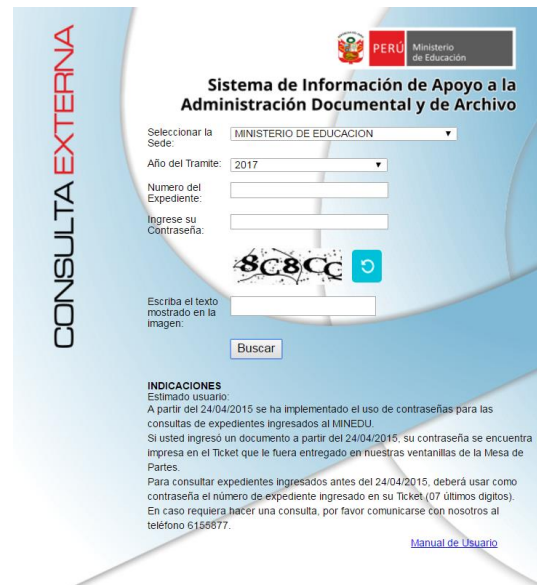 CONSULTA EXTERNA
PERÚ
Ministerio
de Educación
Sistema de Información de Apoyo a la
Administración Documental y de Archivo
Seleccionar la
Sede:
MINISTERIO DE EDUCACION
Año del Tramite:
2017
Numero del
Expediente:
Ingrese su
Contraseña:
8C8CC
Escriba el texto
mostrado en la
imagen:
Buscar
INDICACIONES
Estimado usuario:
A partir del 24/04/2015 se ha implementado el uso de contraseñas para las
consultas de expedientes ingresados al MINEDU.
Si usted ingresó un documento a partir del 24/04/2015, su contraseña se encuentra
impresa en el Ticket que le fuera entregado en nuestras ventanillas de la Mesa de
Partes.
Para consultar expedientes ingresados antes del 24/04/2015, deberá usar como
contraseña el número de expediente ingresado en su Ticket (07 últimos digitos).
En caso requiera hacer una consulta, por favor comunicarse con nosotros al
teléfono 6155877.
Manual de Usuario